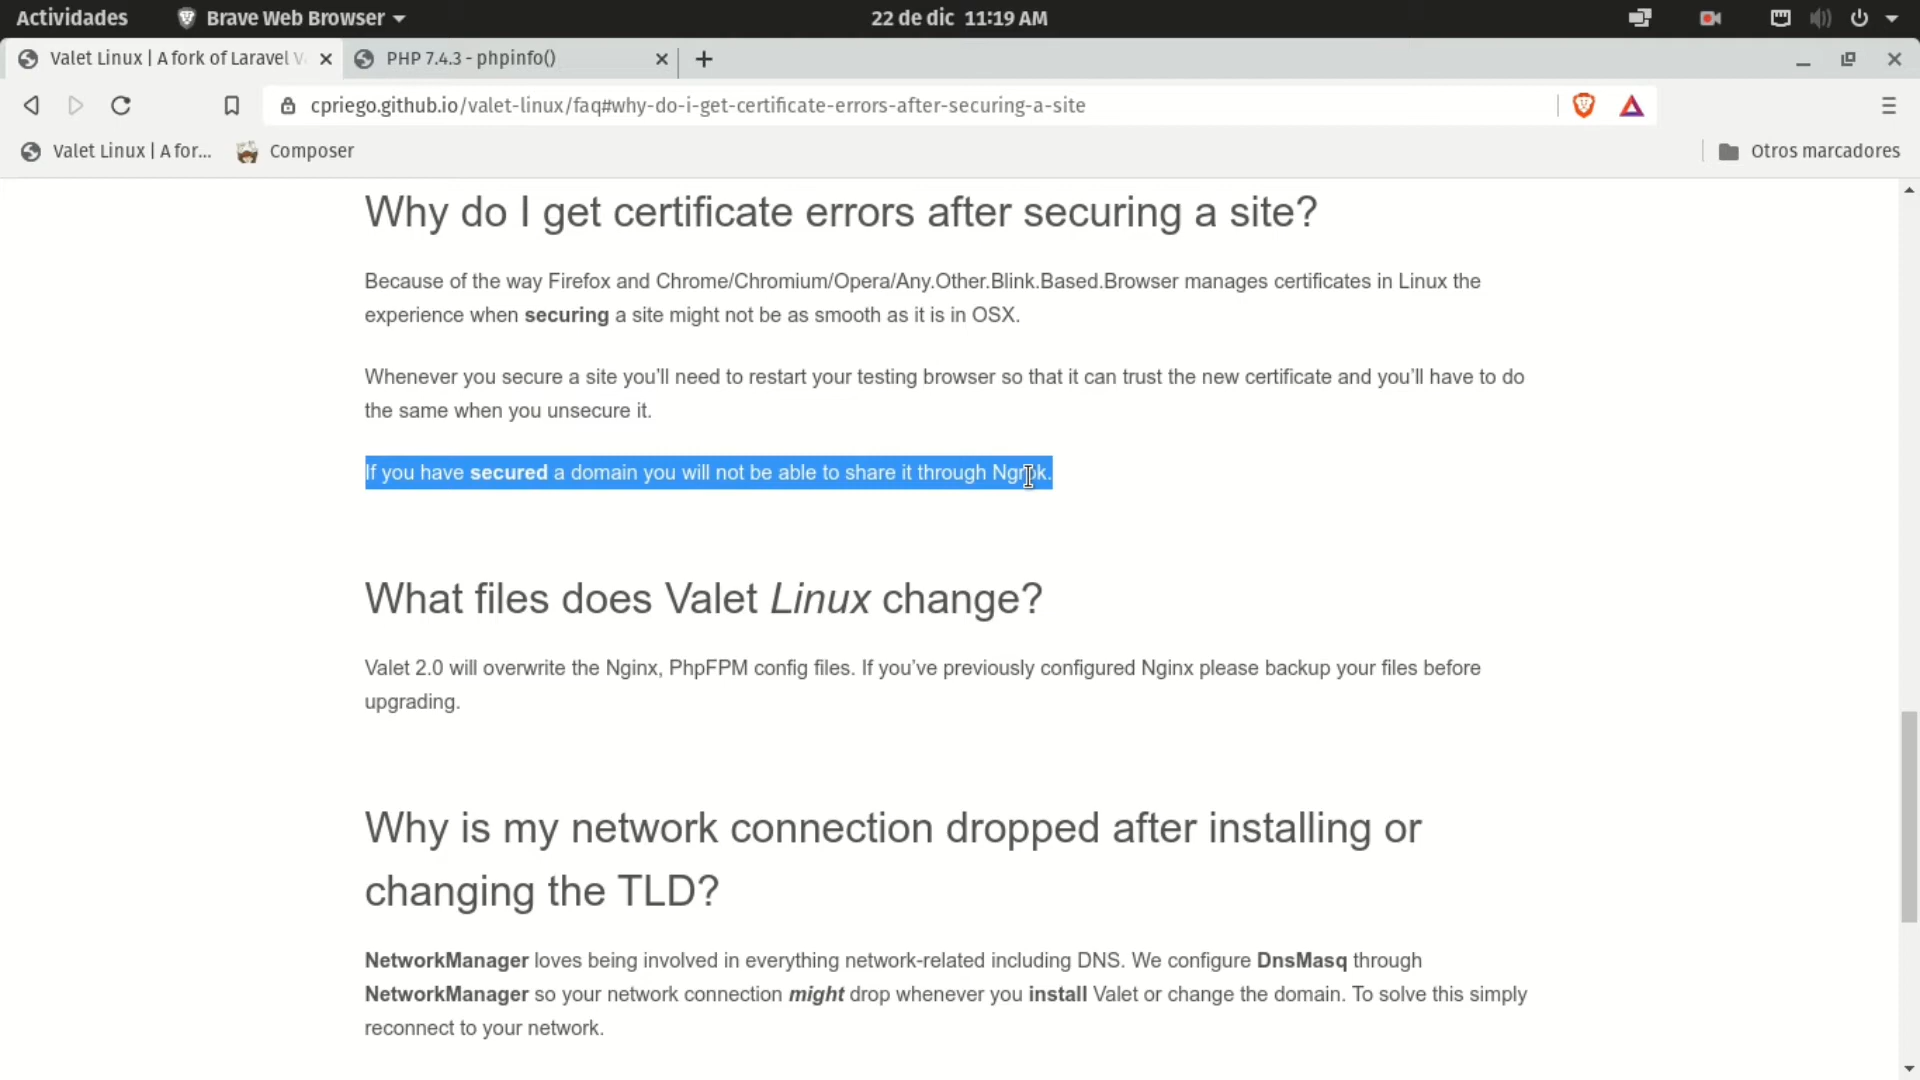 Actividades Brave Web Browser 22 de dic 11:19 AM
Valet Linux | A fork of Laravel V PHP 7.4.3 - phpinfo()
cpriego.github.io/valet-linux/faq#why-do-i-get-certificate-errors-after-securing-a-site
Valet Linux | A for... Composer Otros marcadores
Why do I get certificate errors after securing a site?
Because of the way Firefox and Chrome/Chromium/Opera/Any.Other.Blink.Based.Browser manages certificates in Linux the
experience when securing a site might not be as smooth as it is in OSX.
Whenever you secure a site you'll need to restart your testing browser so that it can trust the new certificate and you'll have to do
the same when you unsecure it.
If you have secured a domain you will not be able to share it through Ngrok.
What files does Valet Linux change?
Valet 2.0 will overwrite the Nginx, PhpFPM config files. If you've previously configured Nginx please backup your files before
upgrading.
Why is my network connection dropped after installing or
changing the TLD?
NetworkManager loves being involved in everything network-related including DNS. We configure DnsMasq through
NetworkManager so your network connection might drop whenever you install Valet or change the domain. To solve this simply
reconnect to your network.